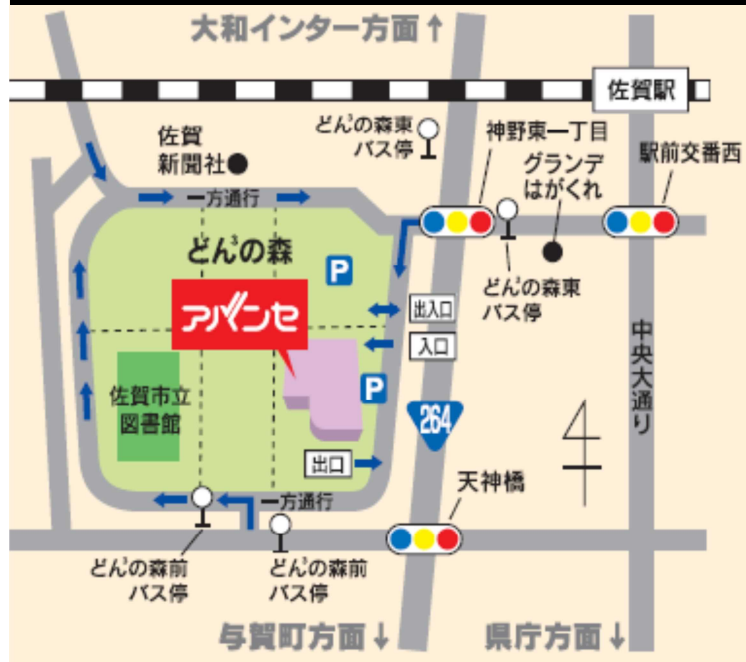 大和インター方面↑
佐賀駅
どん³の森東
バス停
神野東一丁目
佐賀
新聞社
グランデ
はがくれ
駅前交番西
一方通行
どん³の森
P
アバンセ
どん³の森東
バス停
出入口
入口
中央大通り
P
佐賀市立
図書館
264
出口
天神橋
一方通行
どん³の森前
バス停
どん³の森前
バス停
与賀町方面↓
県庁方面↓